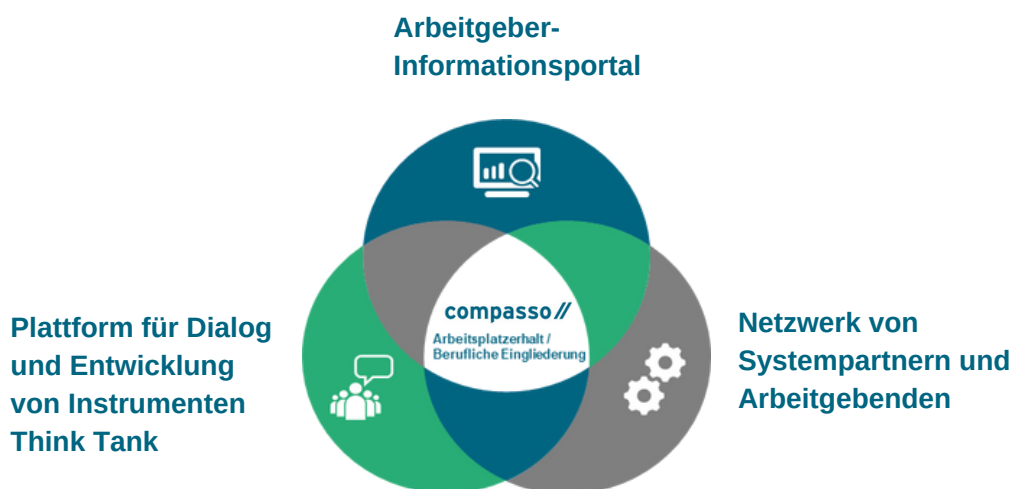 Arbeitgeber-
Informationsportal
compasso//
Arbeitsplatzerhalt /
Berufliche Eingliederung
Plattform für Dialog
und Entwicklung
von Instrumenten
Think Tank
Netzwerk von
Systempartnern und
Arbeitgebenden